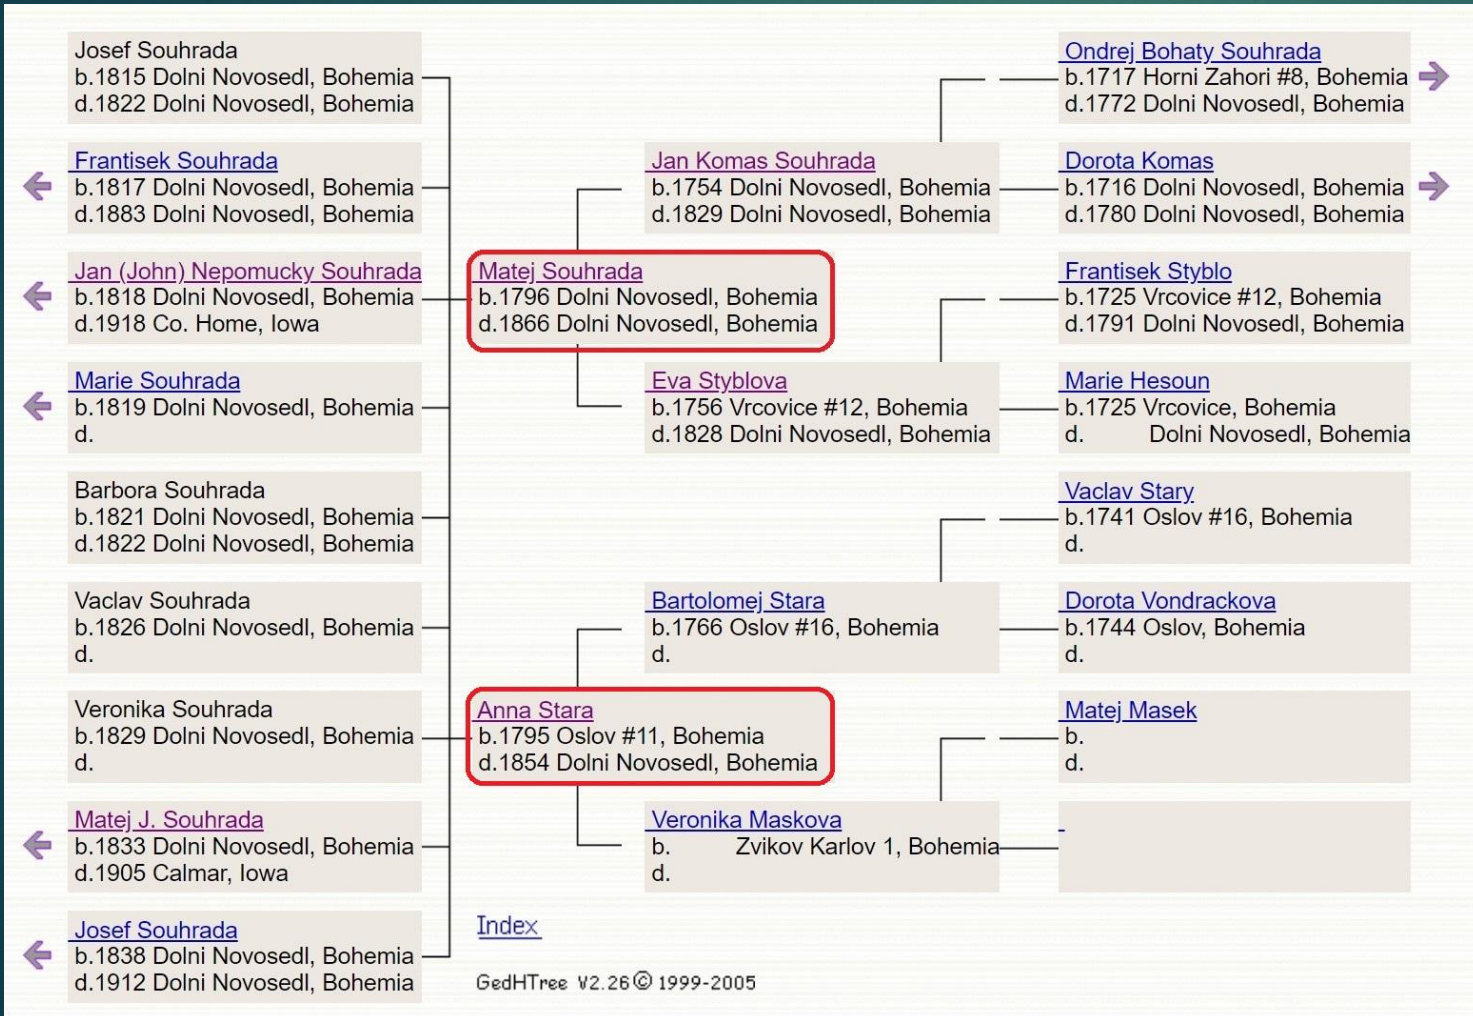 Josef Souhrada
b.1815 Dolni Novosedl, Bohemia
d.1822 Dolni Novosedl, Bohemia
Frantisek Souhrada
b.1817 Dolni Novosedl, Bohemia
d.1883 Dolni Novosedl, Bohemia
Jan (John) Nepomucky Souhrada
b.1818 Dolni Novosedl, Bohemia
d.1918 Co. Home, Iowa
Marie Souhrada
b.1819 Dolni Novosedl, Bohemia
d.
Barbora Souhrada
b.1821 Dolni Novosedl, Bohemia
d.1822 Dolni Novosedl, Bohemia
Vaclav Souhrada
b.1826 Dolni Novosedl, Bohemia
d.
Veronika Souhrada
b.1829 Dolni Novosedl, Bohemia
d.
Matej J. Souhrada
b.1833 Dolni Novosedl, Bohemia
d.1905 Calmar, Iowa
Josef Souhrada
b.1838 Dolni Novosedl, Bohemia
d.1912 Dolni Novosedl, Bohemia
Matej Souhrada
b.1796 Dolni Novosedl, Bohemia
d.1866 Dolni Novosedl, Bohemia
Anna Stara
b.1795 Oslov #11, Bohemia
d.1854 Dolni Novosedl, Bohemia
Jan Komas Souhrada
b.1754 Dolni Novosedl, Bohemia
d.1829 Dolni Novosedl, Bohemia
Eva Styblova
b.1756 Vrcovice #12, Bohemia
d.1828 Dolni Novosedl, Bohemia
Bartolomej Stara
b.1766 Oslov #16, Bohemia
d.
Veronika Maskova
b. Zvikov Karlov 1, Bohemia
d.
Ondrej Bohaty Souhrada
b.1717 Horni Zahori #8, Bohemia
d.1772 Dolni Novosedl, Bohemia
Dorota Komas
b.1716 Dolni Novosedl, Bohemia
d.1780 Dolni Novosedl, Bohemia
Frantisek Styblo
b.1725 Vrcovice #12, Bohemia
d.1791 Dolni Novosedl, Bohemia
Marie Hesoun
b.1725 Vrcovice, Bohemia
d. Dolni Novosedl, Bohemia
Vaclav Stary
b.1741 Oslov #16, Bohemia
d.
Dorota Vondrackova
b.1744 Oslov, Bohemia
d.
Matej Masek
b.
d.
Index
GedHTree V2.26© 1999-2005